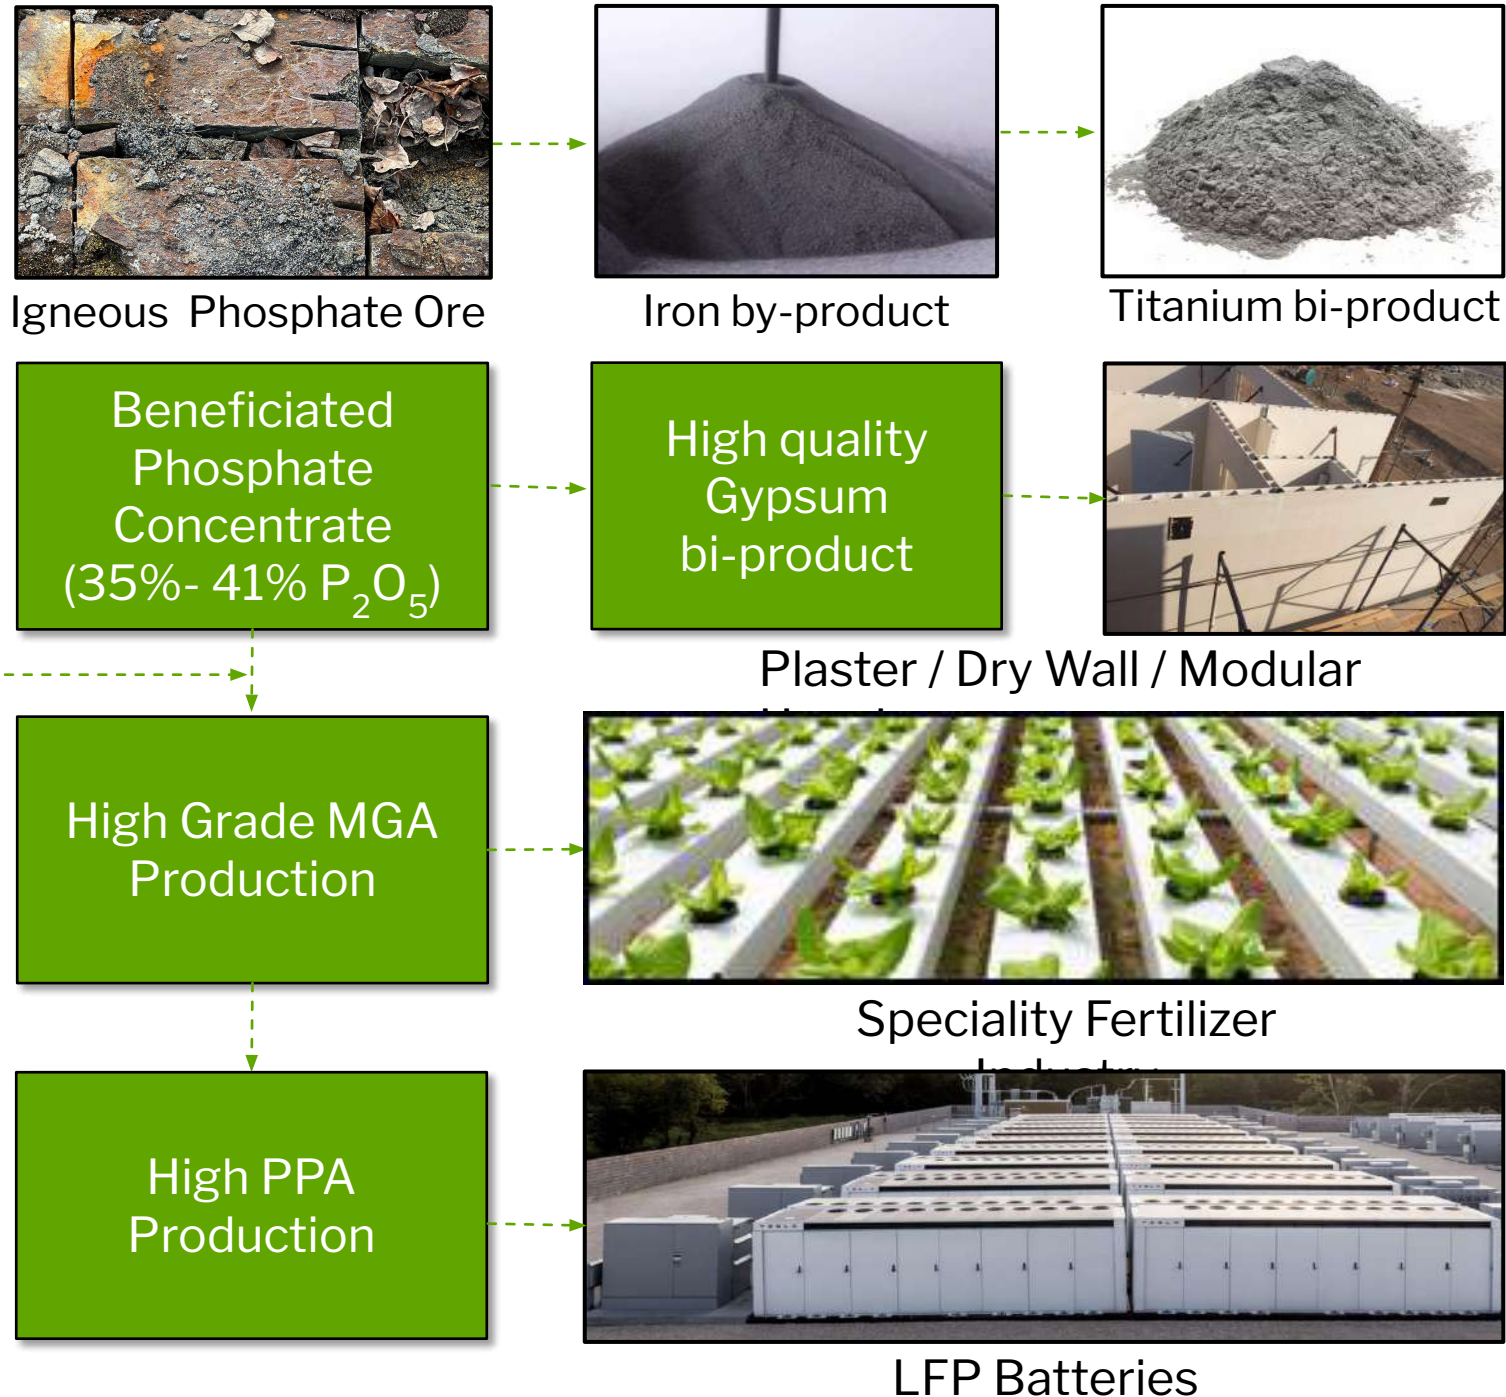 Igneous Phosphate Ore
Iron by-product
Titanium bi-product
Beneficiated
Phosphate
Concentrate
(35%- 41% P₂O₅)
High quality
Gypsum
bi-product
Plaster / Dry Wall / Modular
High Grade MGA
Production
Speciality Fertilizer
Industry
High PPA
Production
LFP Batteries